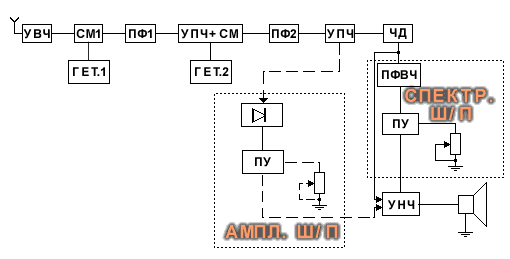 УВЧ СМ1 ПФ1 УПЧ+ СМ ПФ2 УПЧ ЧД
ГЕТ.1 ГЕТ.2 ПФВЧ
СПЕКТР.
Ш/П
ПУ
ПУ
УНЧ
АМПЛ. Ш/П